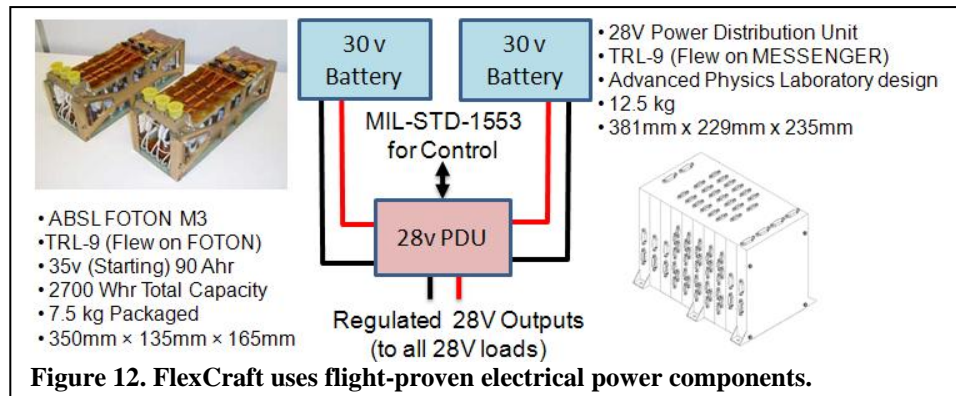 30 v
Battery
30 v
Battery
MIL-STD-1553
for Control
28v PDU
Regulated 28V Outputs
(to all 28V loads)
• ABSL FOTON M3
•TRL-9 (Flew on FOTON)
• 35v (Starting) 90 Ahr
• 2700 Whr Total Capacity
• 7.5 kg Packaged
• 350mm × 135mm × 165mm
• 28V Power Distribution Unit
• TRL-9 (Flew on MESSENGER)
• Advanced Physics Laboratory design
• 12.5 kg
• 381mm x 229mm x 235mm
Figure 12. FlexCraft uses flight-proven electrical power components.